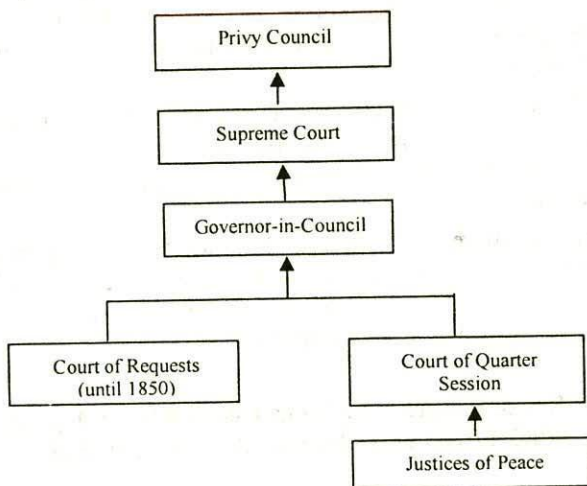 Privy Council
Supreme Court
Governor-in-Council
Court of Requests
(until 1850)
Court of Quarter
Session
Justices of Peace